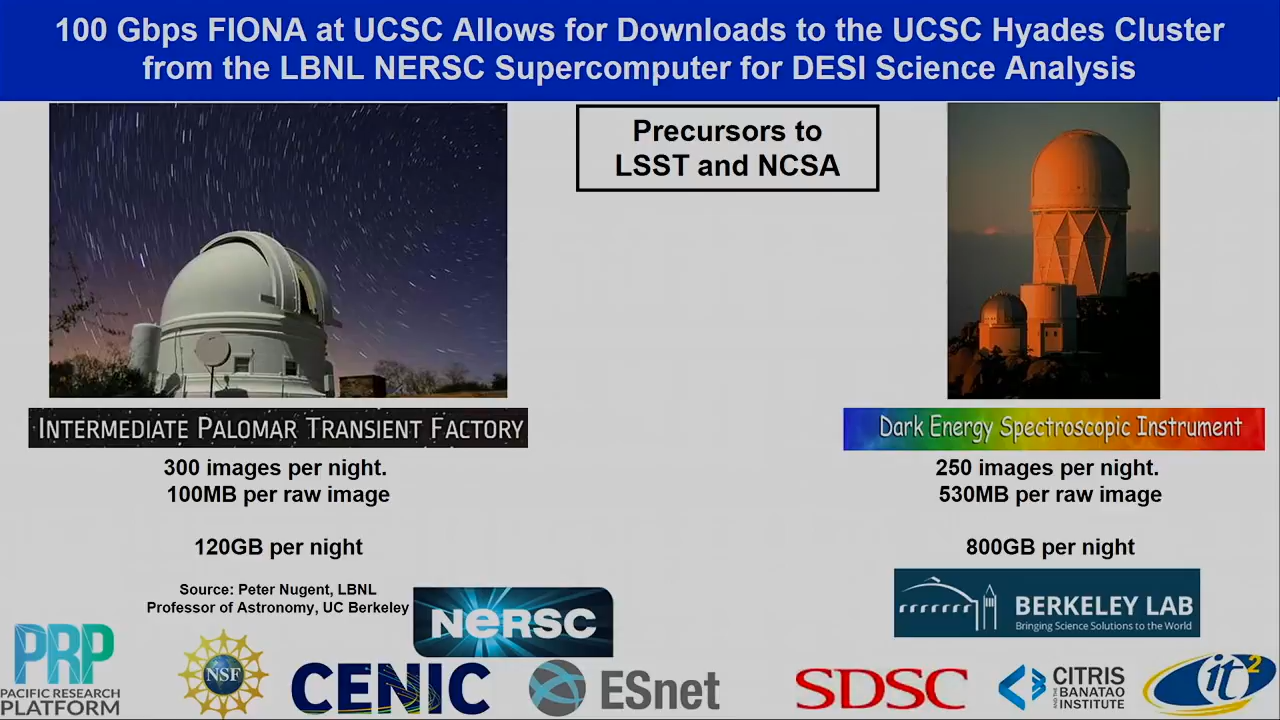 100 Gbps FIONA at UCSC Allows for Downloads to the UCSC Hyades Cluster
from the LBNL NERSC Supercomputer for DESI Science Analysis
Precursors to
LSST and NCSA
INTERMEDIATE PALOMAR TRANSIENT FACTORY
300 images per night.
100MB per raw image
120GB per night
Dark Energy Spectroscopic Instrument
250 images per night.
530MB per raw image
800GB per night
Source: Peter Nugent, LBNL
Professor of Astronomy, UC Berkeley
NERSC
BERKELEY LAB
Bringing Science Solutions to the World
PRP
PACIFIC RESEARCH
PLATFORM
NSF
CENIC
ESnet
SDSC
CITRIS
AND THE
BANATAO
INSTITUTE
it2